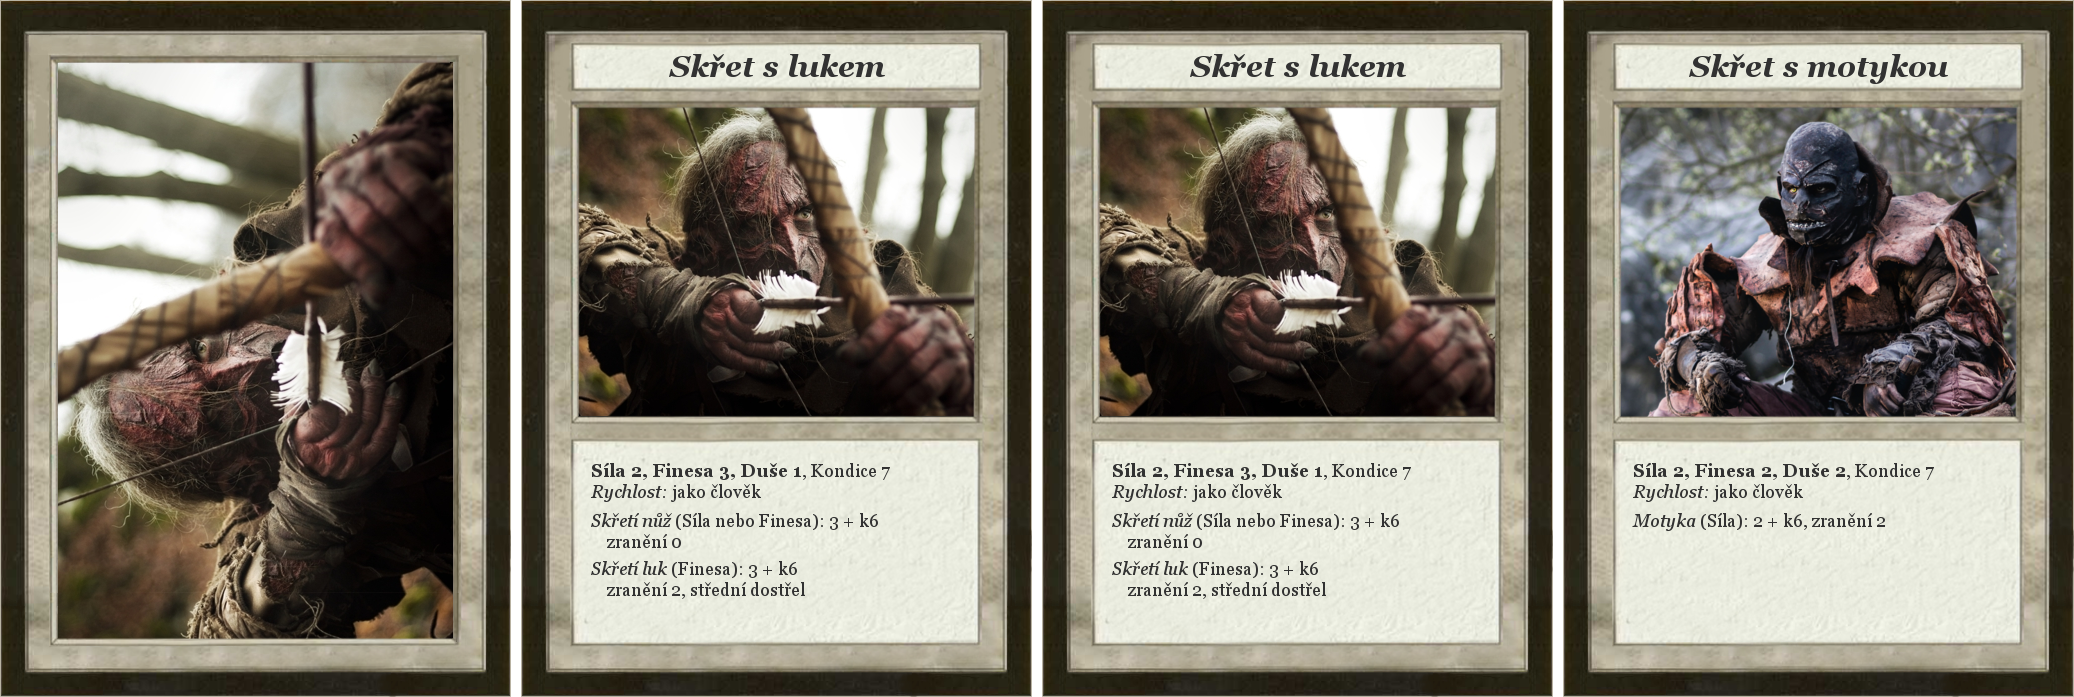 Skřet s lukem
Síla 2, Finesa 3, Duše 1, Kondice 7
Rychlost: jako člověk
Skřetí nůž (Síla nebo Finesa): 3 + k6
zranění 0
Skřetí luk (Finesa): 3 + k6
zranění 2, střední dostřel
Skřet s lukem
Síla 2, Finesa 3, Duše 1, Kondice 7
Rychlost: jako člověk
Skřetí nůž (Síla nebo Finesa): 3 + k6
zranění 0
Skřetí luk (Finesa): 3 + k6
zranění 2, střední dostřel
Skřet s motykou
Síla 2, Finesa 2, Duše 2, Kondice 7
Rychlost: jako člověk
Motyka (Síla): 2 + k6, zranění 2